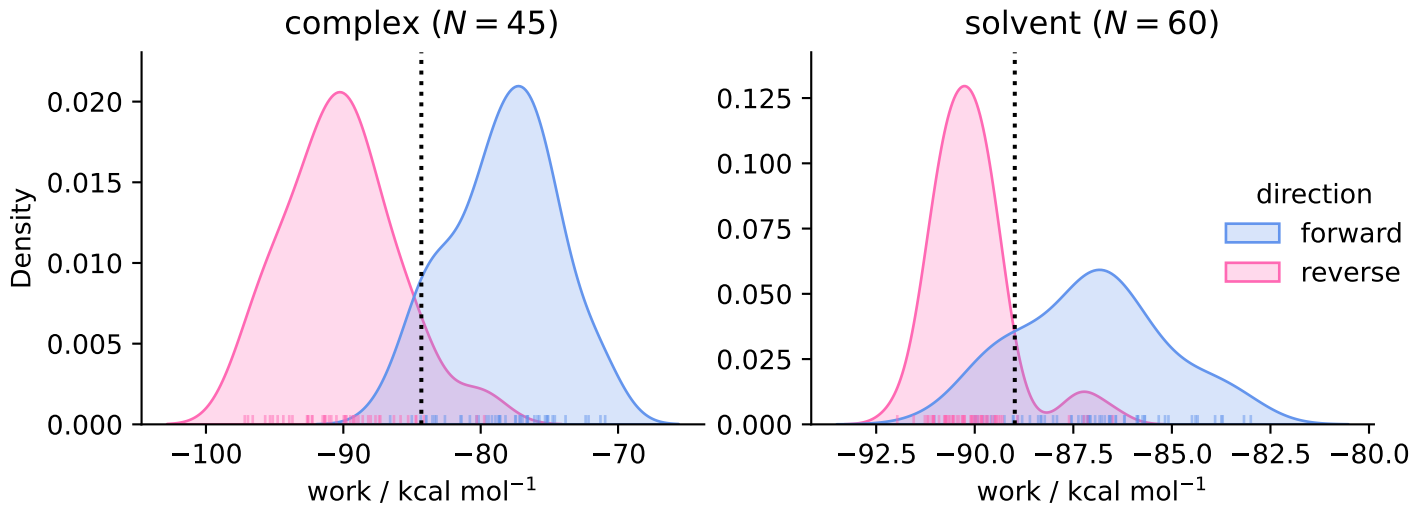 complex (N = 45)
Density
0.020
0.015
0.010
0.005
0.000
−100
−90
−80
−70
work / kcal mol⁻¹
solvent (N = 60)
0.125
0.100
0.075
0.050
0.025
0.000
−92.5
−90.0
−87.5
−85.0
−82.5
−80.0
work / kcal mol⁻¹
direction
forward
reverse